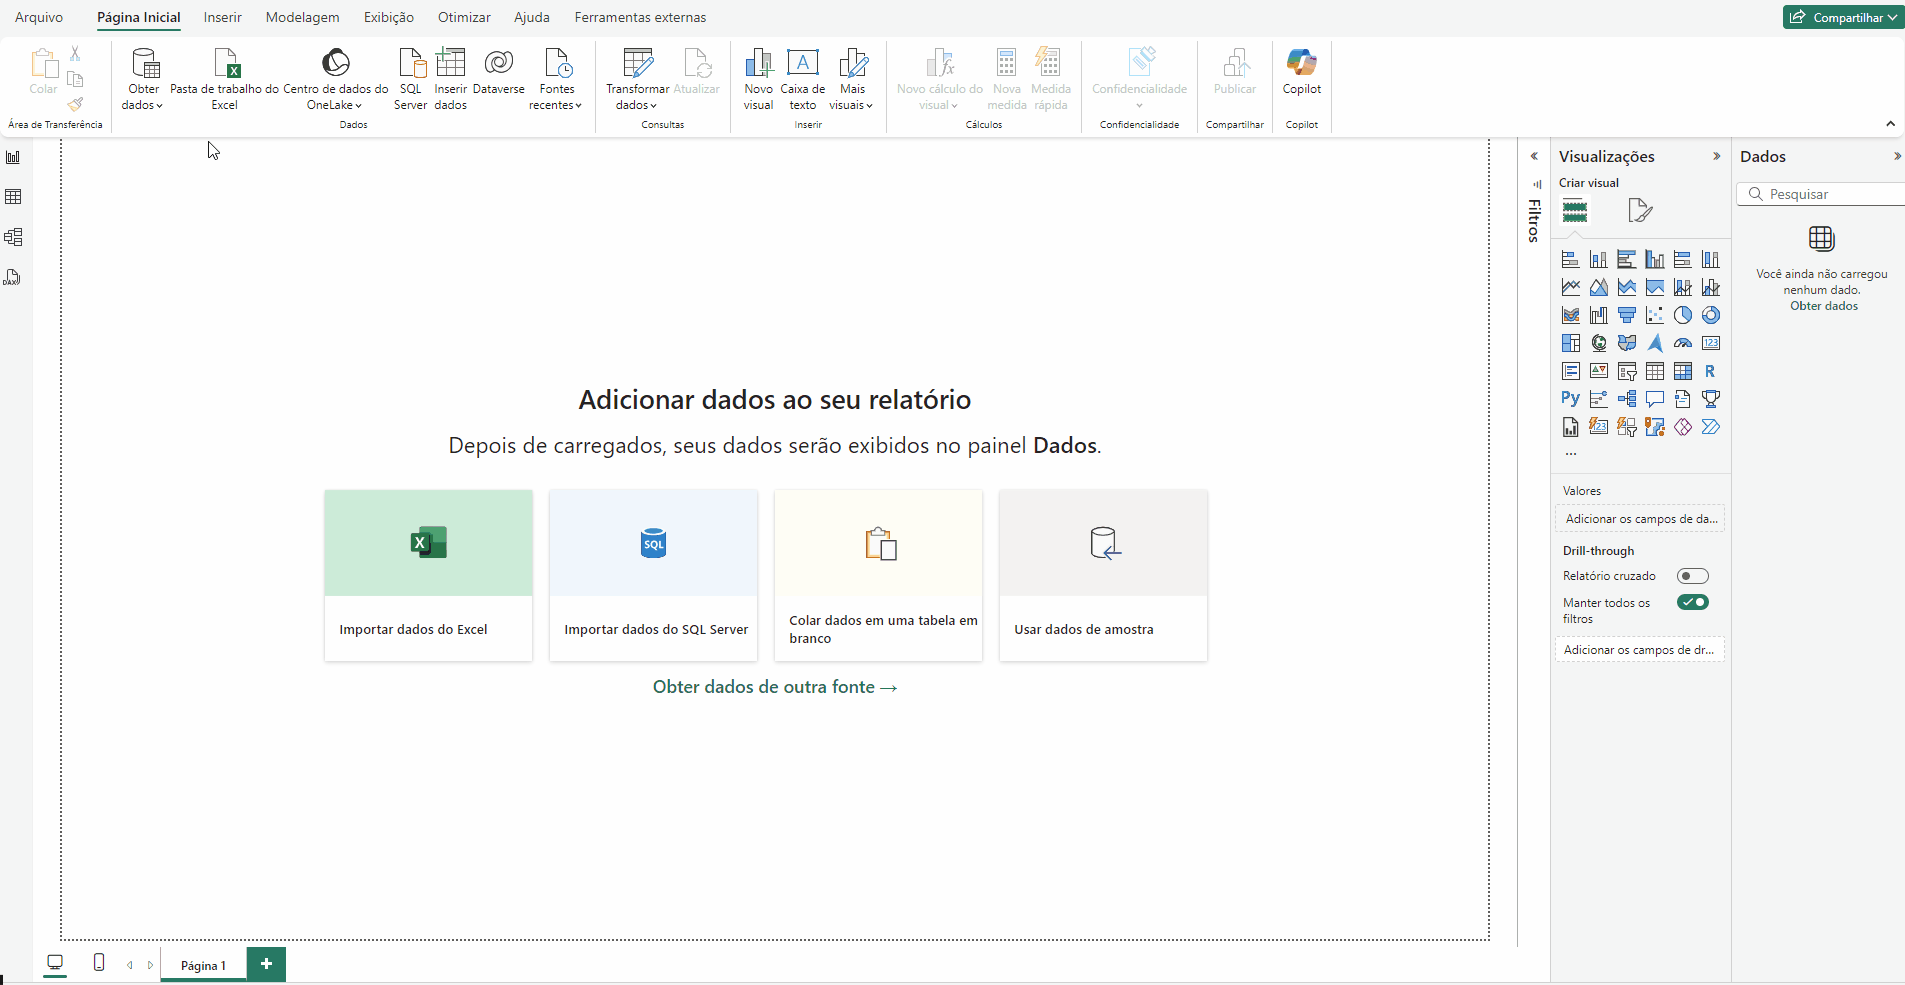 Arquivo
Página Inicial
Inserir
Modelagem
Exibição
Otimizar
Ajuda
Ferramentas externas
Compartilhar
Colar
Obter
dados
Pasta de trabalho do
Excel
Centro de dados do
OneLake
SQL
Server
Inserir
dados
Dataverse
Fontes
recentes
Transformar
dados
Atualizar
Novo
visual
Caixa de
texto
Mais
visuais
Novo cálculo do
visual
Nova
medida
Medida
rápida
Confidencialidade
Publicar
Copilot
Área de Transferência
Dados
Consultas
Inserir
Cálculos
Confidencialidade
Compartilhar
Copilot
Filtros
Visualizações
Criar visual
Dados
Pesquisar
Você ainda não carregou
nenhum dado.
Obter dados
Adicionar dados ao seu relatório
Depois de carregados, seus dados serão exibidos no painel Dados.
X
SQL
Importar dados do Excel
Importar dados do SQL Server
Colar dados em uma tabela em
branco
Usar dados de amostra
Obter dados de outra fonte →
DAX
A
fx
123
R
Py
123
...
Valores
Adicionar os campos de da...
Drill-through
Relatório cruzado
Manter todos os
filtros
Adicionar os campos de dr...
Página 1
+